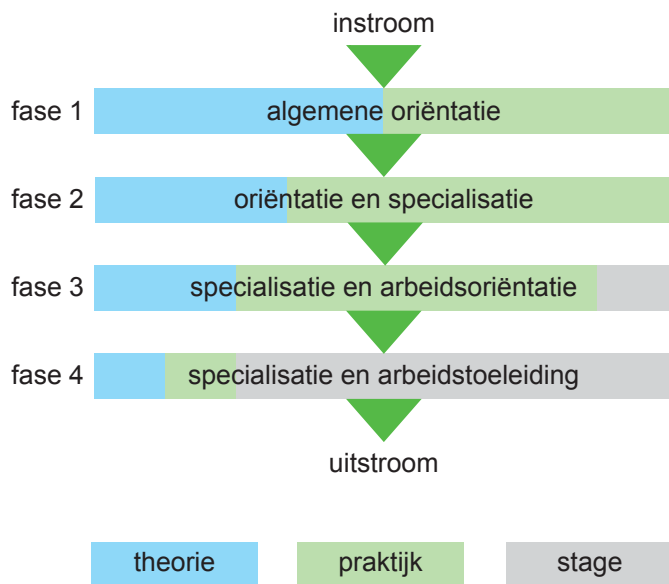 instroom
fase 1 algemene oriëntatie
fase 2 oriëntatie en specialisatie
fase 3 specialisatie en arbeidsoriëntatie
fase 4 specialisatie en arbeidstoeleiding
uitstroom
theorie praktijk stage